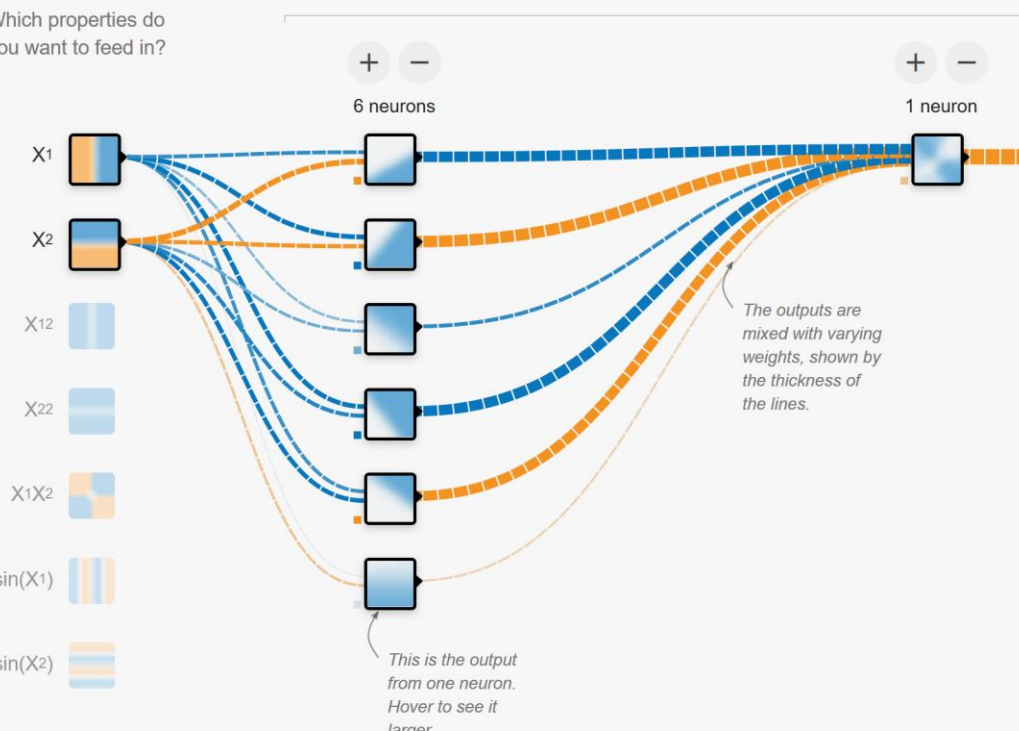 Which properties do
you want to feed in?
+ −
+ −
6 neurons
1 neuron
X1
X2
X12
X22
X1X2
sin(X1)
sin(X2)
The outputs are
mixed with varying
weights, shown by
the thickness of
the lines.
This is the output
from one neuron.
Hover to see it
larger.